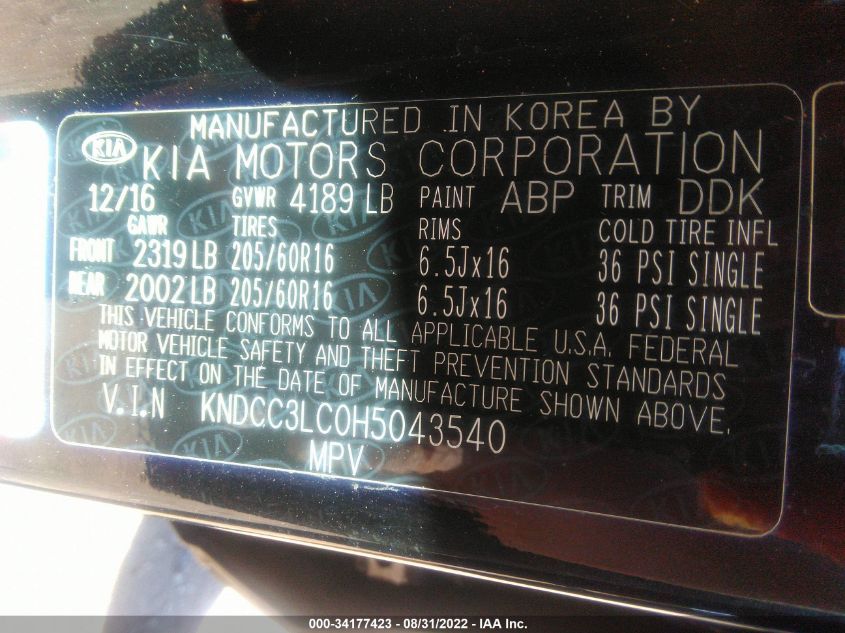 MANUFACTURED IN KOREA BY
KIA KIA MOTORS CORPORATION
12/16 GVWR 4189 LB PAINT ABP TRIM DDK
GAWR TIRES RIMS COLD TIRE INFL
FRONT 2319 LB 205/60R16 6.5Jx16 36 PSI SINGLE
REAR 2002 LB 205/60R16 6.5Jx16 36 PSI SINGLE
THIS VEHICLE CONFORMS TO ALL APPLICABLE U.S.A. FEDERAL
MOTOR VEHICLE SAFETY AND THEFT PREVENTION STANDARDS
IN EFFECT ON THE DATE OF MANUFACTURE SHOWN ABOVE.
V.I.N KNDCC3LC0H5043540
MPV
000-34177423 - 08/31/2022 - IAA Inc.